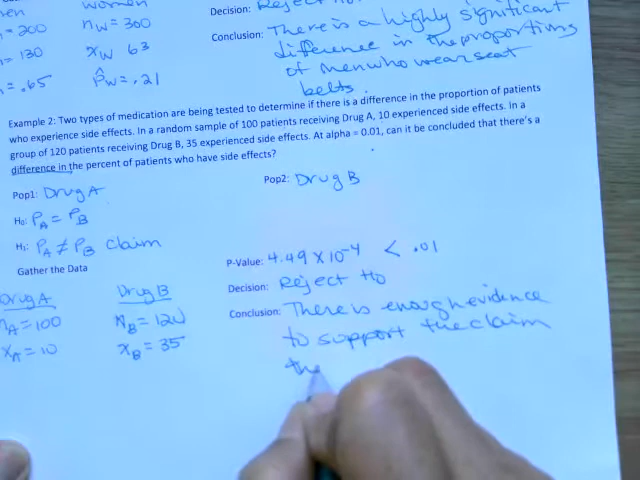 women
Decision: Reject Ho
n_W = 300
Conclusion: There is a highly significant
= 200
difference in the proportions
= 130
x_W 63
of men who wear seat
= .65
p̂_W = .21
belts.
Example 2: Two types of medication are being tested to determine if there is a difference in the proportion of patients
who experience side effects. In a random sample of 100 patients receiving Drug A, 10 experienced side effects. In a
group of 120 patients receiving Drug B, 35 experienced side effects. At alpha = 0.01, can it be concluded that there's a
difference in the percent of patients who have side effects?
Pop1: Drug A
Pop2: Drug B
H₀: P_A = P_B
H₁: P_A ≠ P_B Claim
P-Value: 4.49 X 10⁻⁴ < .01
Gather the Data
Decision: Reject Ho
Drug A
Drug B
Conclusion: There is enough evidence
n_A = 100
N_B = 120
to support the claim
x_A = 10
x_B = 35
tha